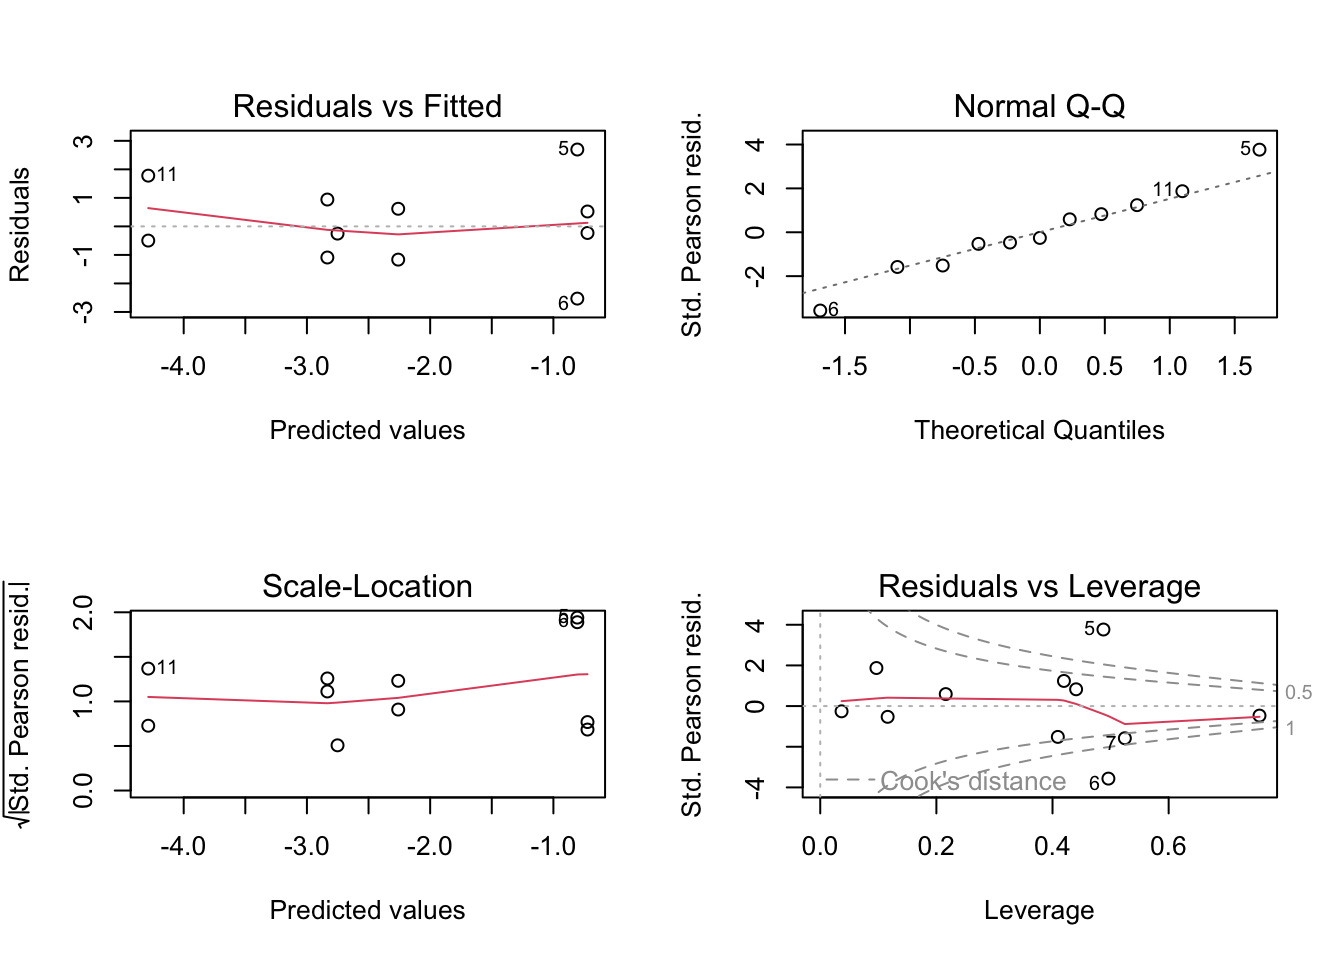 Residuals vs Fitted
Residuals
3
1
-1
-3
5
11
6
-4.0 -3.0 -2.0 -1.0
Predicted values
Normal Q-Q
Std. Pearson resid.
4
2
0
-2
5
11
6
-1.5 -0.5 0.0 0.5 1.0 1.5
Theoretical Quantiles
Scale-Location
√|Std. Pearson resid.|
2.0
1.0
0.0
5
6
11
-4.0 -3.0 -2.0 -1.0
Predicted values
Residuals vs Leverage
Std. Pearson resid.
4
2
0
-4
5
0.5
1
7
6
Cook's distance
0.0 0.2 0.4 0.6
Leverage